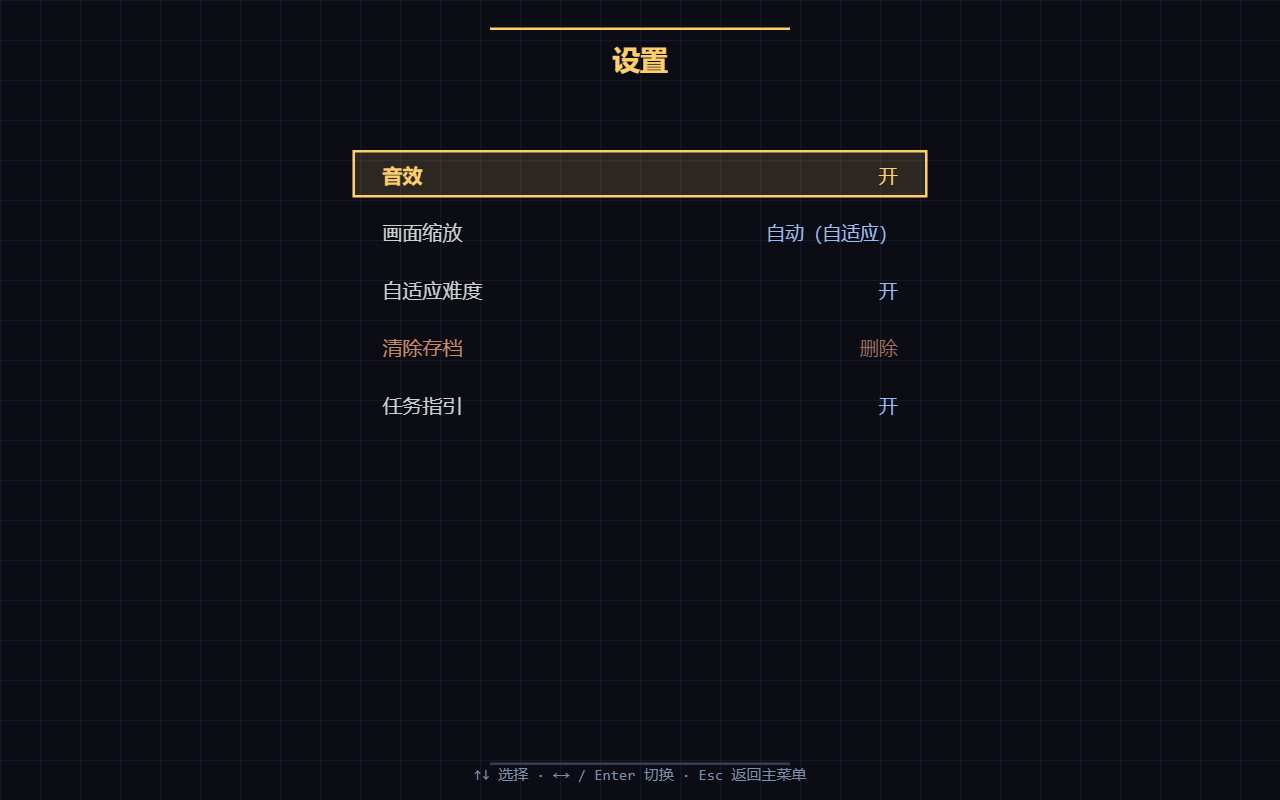 设置
音效 开
画面缩放 自动（自适应）
自适应难度 开
清除存档 删除
任务指引 开
↑↓ 选择 · ←→ / Enter 切换 · Esc 返回主菜单